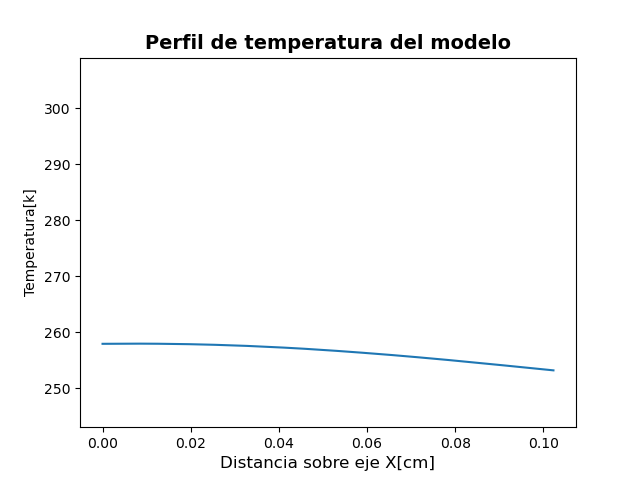 Perfil de temperatura del modelo
Temperatura[k]
300
290
280
270
260
250
0.00 0.02 0.04 0.06 0.08 0.10
Distancia sobre eje X[cm]